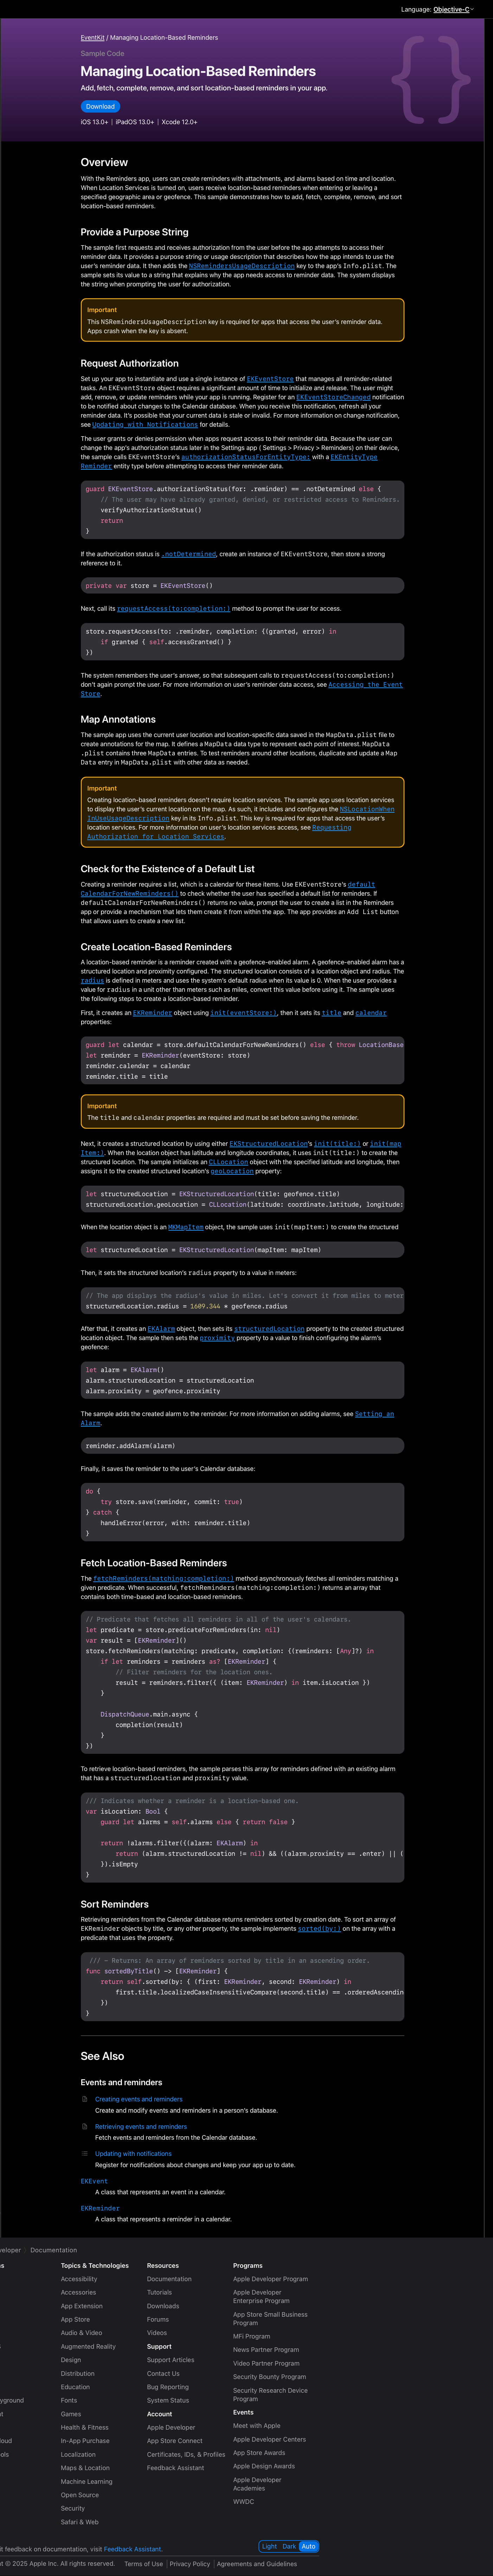 Language: Objective-C
EventKit / Managing Location-Based Reminders
Sample Code
Managing Location-Based Reminders
Add, fetch, complete, remove, and sort location-based reminders in your app.
Download
iOS 13.0+ | iPadOS 13.0+ | Xcode 12.0+
Overview
With the Reminders app, users can create reminders with attachments, and alarms based on time and location.
When Location Services is turned on, users receive location-based reminders when entering or leaving a
specified geographic area or geofence. This sample demonstrates how to add, fetch, complete, remove, and sort
location-based reminders.
Provide a Purpose String
The sample first requests and receives authorization from the user before the app attempts to access their
reminder data. It provides a purpose string or usage description that describes how the app intends to use the
user's reminder data. It then adds the NSRemindersUsageDescription key to the app's Info.plist. The
sample sets its value to a string that explains why the app needs access to reminder data. The system displays
the string when prompting the user for authorization.
Important
This NSRemindersUsageDescription key is required for apps that access the user's reminder data.
Apps crash when the key is absent.
Request Authorization
Set up your app to instantiate and use a single instance of EKEventStore that manages all reminder-related
tasks. An EKEventStore object requires a significant amount of time to initialize and release. The user might
add, remove, or update reminders while your app is running. Register for an EKEventStoreChanged notification
to be notified about changes to the Calendar database. When you receive this notification, refresh all your
reminder data. It's possible that your current data is stale or invalid. For more information on change notification,
see Updating with Notifications for details.
The user grants or denies permission when app request access to their reminder data. Because the user can
change the app's authorization status later in the Settings app ( Settings > Privacy > Reminders) on their device,
the sample calls EKEventStore's authorizationStatusForEntityType: with a EKEntityType
Reminder entity type before attempting to access their reminder data.
guard EKEventStore.authorizationStatus(for: .reminder) == .notDetermined else {
// The user may have already granted, denied, or restricted access to Reminders.
verifyAuthorizationStatus()
return
}
If the authorization status is .notDetermined, create an instance of EKEventStore, then store a strong
reference to it.
private var store = EKEventStore()
Next, call its requestAccess(to:completion:) method to prompt the user for access.
store.requestAccess(to: .reminder, completion: {(granted, error) in
if granted { self.accessGranted() }
})
The system remembers the user's answer, so that subsequent calls to requestAccess(to:completion:)
don't again prompt the user. For more information on user's reminder data access, see Accessing the Event
Store.
Map Annotations
The sample app uses the current user location and location-specific data saved in the MapData.plist file to
create annotations for the map. It defines a MapData data type to represent each point of interest. MapData
.plist contains three MapData entries. To test reminders around other locations, duplicate and update a Map
Data entry in MapData.plist with other data as needed.
Important
Creating location-based reminders doesn't require location services. The sample app uses location services
to display the user's current location on the map. As such, it includes and configures the NSLocationWhen
InUseUsageDescription key in its Info.plist. This key is required for apps that access the user's
location services. For more information on user's location services access, see Requesting
Authorization for Location Services.
Check for the Existence of a Default List
Creating a reminder requires a list, which is a calendar for these items. Use EKEventStore's default
CalendarForNewReminders() to check whether the user has specified a default list for reminders. If
defaultCalendarForNewReminders() returns no value, prompt the user to create a list in the Reminders
app or provide a mechanism that lets them create it from within the app. The app provides an Add List button
that allows users to create a new list.
Create Location-Based Reminders
A location-based reminder is a reminder created with a geofence-enabled alarm. A geofence-enabled alarm has a
structured location and proximity configured. The structured location consists of a location object and radius. The
radius is defined in meters and uses the system's default radius when its value is 0. When the user provides a
value for radius in a unit other than meters such as miles, convert this value before using it. The sample uses
the following steps to create a location-based reminder.
First, it creates an EKReminder object using init(eventStore:), then it sets its title and calendar
properties:
guard let calendar = store.defaultCalendarForNewReminders() else { throw LocationBase
let reminder = EKReminder(eventStore: store)
reminder.calendar = calendar
reminder.title = title
Important
The title and calendar properties are required and must be set before saving the reminder.
Next, it creates a structured location by using either EKStructuredLocation's init(title:) or init(map
Item:). When the location object has latitude and longitude coordinates, it uses init(title:) to create the
structured location. The sample initializes an CLLocation object with the specified latitude and longitude, then
assigns it to the created structured location's geoLocation property:
let structuredLocation = EKStructuredLocation(title: geofence.title)
structuredLocation.geoLocation = CLLocation(latitude: coordinate.latitude, longitude:
When the location object is an MKMapItem object, the sample uses init(mapItem:) to create the structured
let structuredLocation = EKStructuredLocation(mapItem: mapItem)
Then, it sets the structured location's radius property to a value in meters:
// The app displays the radius's value in miles. Let's convert it from miles to meter
structuredLocation.radius = 1609.344 * geofence.radius
After that, it creates an EKAlarm object, then sets its structuredLocation property to the created structured
location object. The sample then sets the proximity property to a value to finish configuring the alarm's
geofence:
let alarm = EKAlarm()
alarm.structuredLocation = structuredLocation
alarm.proximity = geofence.proximity
The sample adds the created alarm to the reminder. For more information on adding alarms, see Setting an
Alarm.
reminder.addAlarm(alarm)
Finally, it saves the reminder to the user's Calendar database:
do {
try store.save(reminder, commit: true)
} catch {
handleError(error, with: reminder.title)
}
Fetch Location-Based Reminders
The fetchReminders(matching:completion:) method asynchronously fetches all reminders matching a
given predicate. When successful, fetchReminders(matching:completion:) returns an array that
contains both time-based and location-based reminders.
// Predicate that fetches all reminders in all of the user's calendars.
let predicate = store.predicateForReminders(in: nil)
var result = [EKReminder]()
store.fetchReminders(matching: predicate, completion: {(reminders: [Any]?) in
if let reminders = reminders as? [EKReminder] {
// Filter reminders for the location ones.
result = reminders.filter({ (item: EKReminder) in item.isLocation })
}
DispatchQueue.main.async {
completion(result)
}
})
To retrieve location-based reminders, the sample parses this array for reminders defined with an existing alarm
that has a structuredlocation and proximity value.
/// Indicates whether a reminder is a location-based one.
var isLocation: Bool {
guard let alarms = self.alarms else { return false }
return !alarms.filter({(alarm: EKAlarm) in
return (alarm.structuredLocation != nil) && ((alarm.proximity == .enter) || (
}).isEmpty
}
Sort Reminders
Retrieving reminders from the Calendar database returns reminders sorted by creation date. To sort an array of
EKReminder objects by title, or any other property, the sample implements sorted(by:) on the array with a
predicate that uses the property.
/// - Returns: An array of reminders sorted by title in an ascending order.
func sortedByTitle() -> [EKReminder] {
return self.sorted(by: { (first: EKReminder, second: EKReminder) in
first.title.localizedCaseInsensitiveCompare(second.title) == .orderedAscendin
})
}
See Also
Events and reminders
Creating events and reminders
Create and modify events and reminders in a person's database.
Retrieving events and reminders
Fetch events and reminders from the Calendar database.
Updating with notifications
Register for notifications about changes and keep your app up to date.
EKEvent
A class that represents an event in a calendar.
EKReminder
A class that represents a reminder in a calendar.
veloper Documentation
Topics & Technologies
Accessibility
Accessories
App Extension
App Store
Audio & Video
Augmented Reality
Design
Distribution
Education
Fonts
Games
Health & Fitness
In-App Purchase
Localization
Maps & Location
Machine Learning
Open Source
Security
Safari & Web
Resources
Documentation
Tutorials
Downloads
Forums
Videos
Support
Support Articles
Contact Us
Bug Reporting
System Status
Account
Apple Developer
App Store Connect
Certificates, IDs, & Profiles
Feedback Assistant
Programs
Apple Developer Program
Apple Developer
Enterprise Program
App Store Small Business
Program
MFi Program
News Partner Program
Video Partner Program
Security Bounty Program
Security Research Device
Program
Events
Meet with Apple
Apple Developer Centers
App Store Awards
Apple Design Awards
Apple Developer
Academies
WWDC
it feedback on documentation, visit Feedback Assistant.
Light Dark Auto
t © 2025 Apple Inc. All rights reserved. Terms of Use | Privacy Policy | Agreements and Guidelines